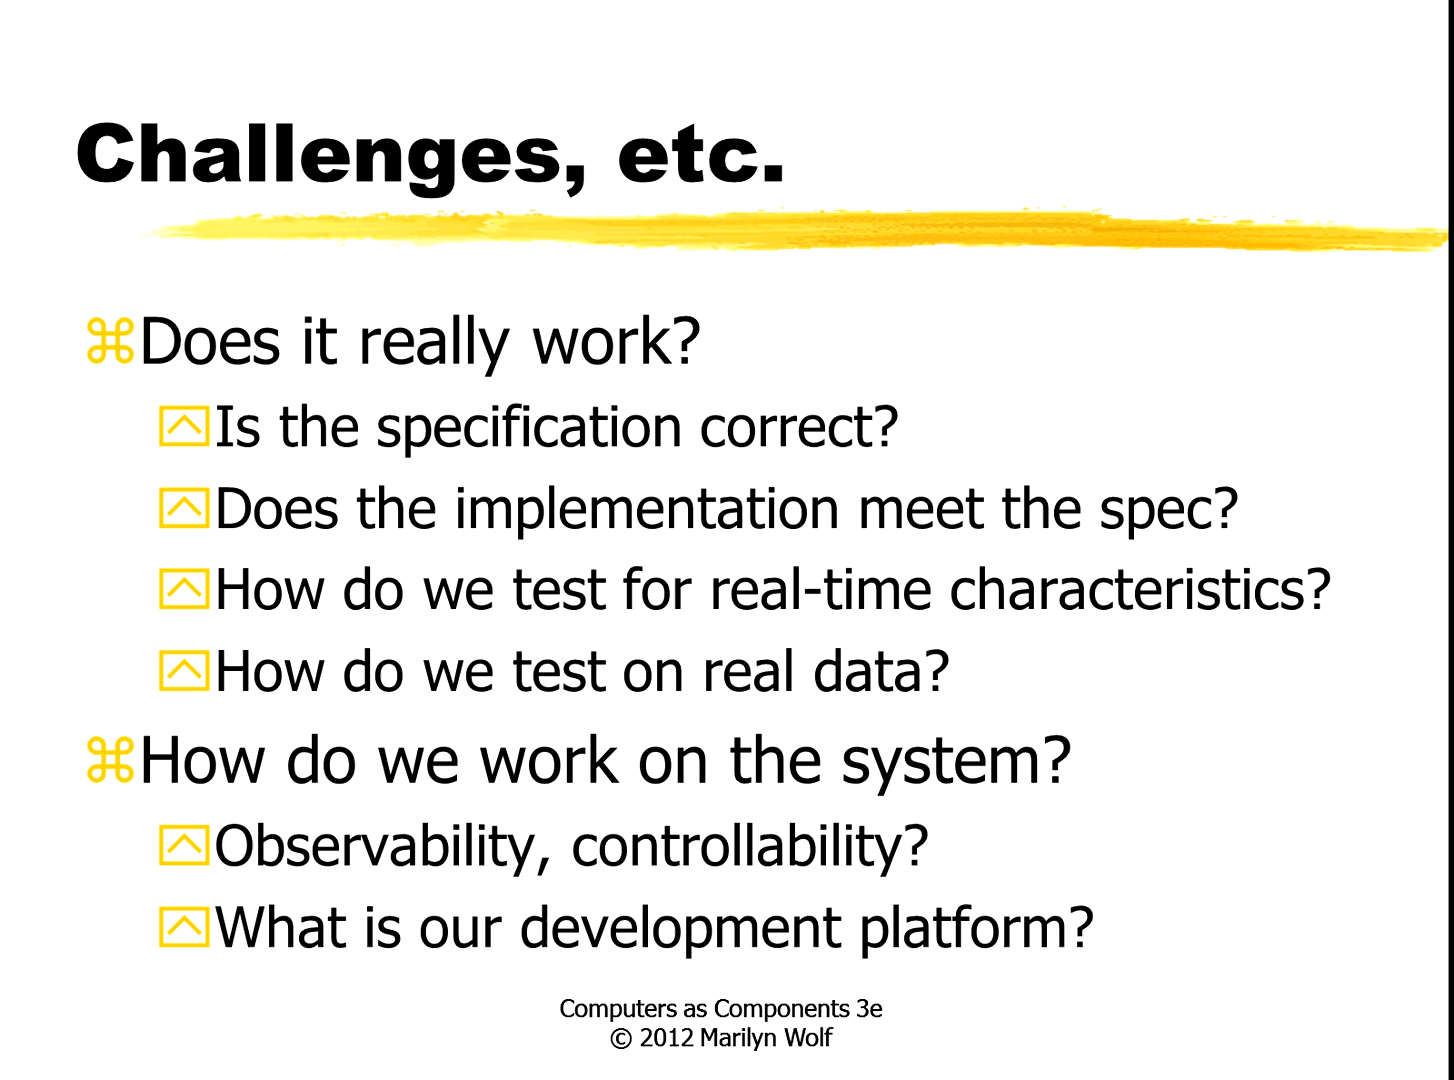 Challenges, etc.
Does it really work?
Is the specification correct?
Does the implementation meet the spec?
How do we test for real-time characteristics?
How do we test on real data?
How do we work on the system?
Observability, controllability?
What is our development platform?
Computers as Components 3e
© 2012 Marilyn Wolf